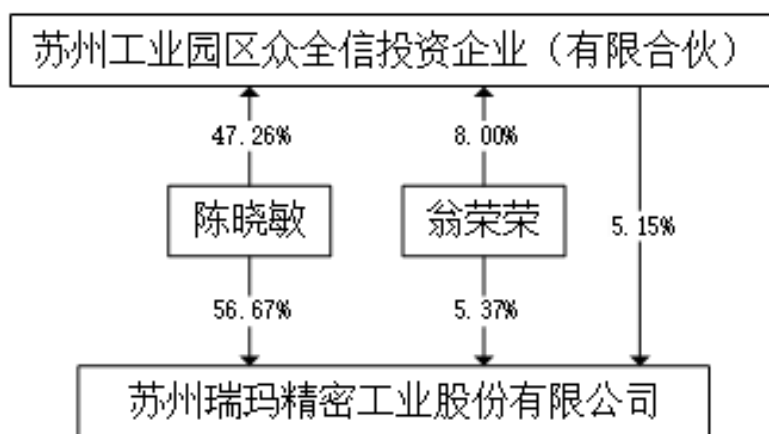 苏州工业园区众全信投资企业（有限合伙）
47.26%
8.00%
陈晓敏
翁荣荣
5.15%
56.67%
5.37%
苏州瑞玛精密工业股份有限公司